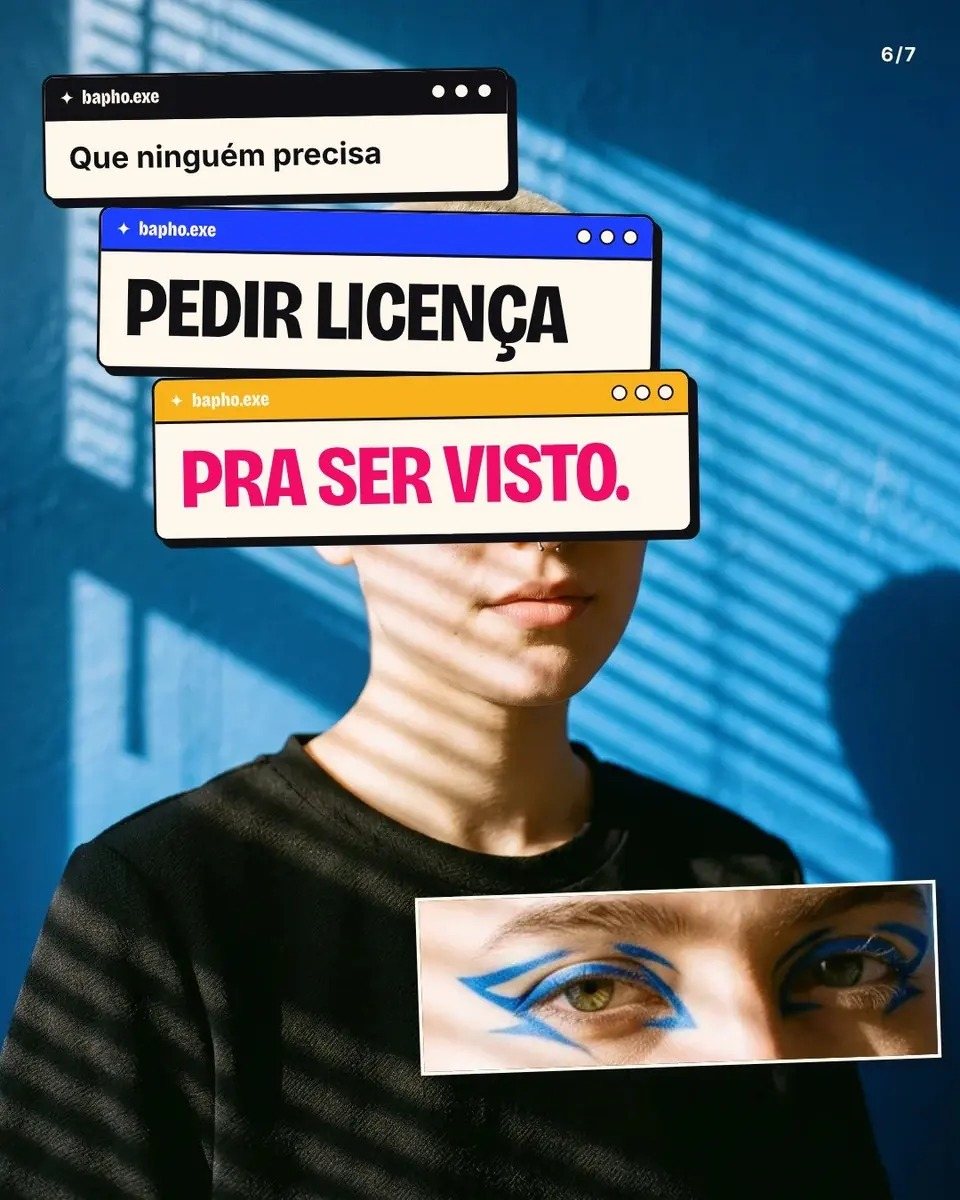 6/7
bapho.exe
Que ninguém precisa
bapho.exe
PEDIR LICENÇA
bapho.exe
PRA SER VISTO.